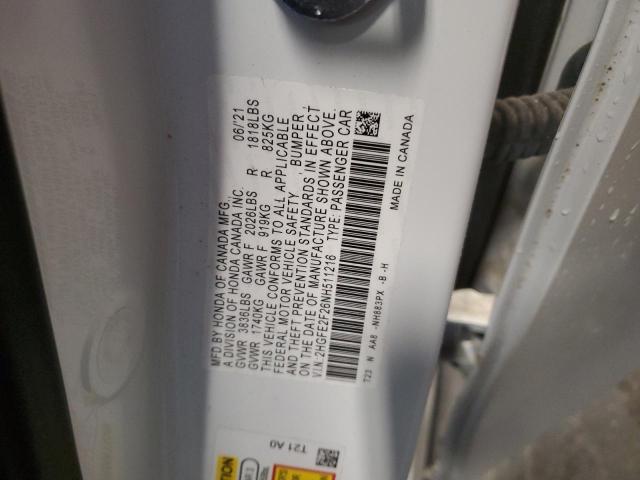 MFD BY HONDA OF CANADA MFG., 06/21
A DIVISION OF HONDA CANADA INC.
GVWR 3836LBS GAWR F 2026LBS R 1818LBS
GVWR 1740KG GAWR F 919KG R 825KG
THIS VEHICLE CONFORMS TO ALL APPLICABLE
FEDERAL MOTOR VEHICLE SAFETY, BUMPER,
AND THEFT PREVENTION STANDARDS IN EFFECT
ON THE DATE OF MANUFACTURE SHOWN ABOVE.
V.I.N.:2HGFE2F26NH511216 TYPE: PASSENGER CAR
T23 N AA8 -NH883PX -B -H
MADE IN CANADA
T21 A0